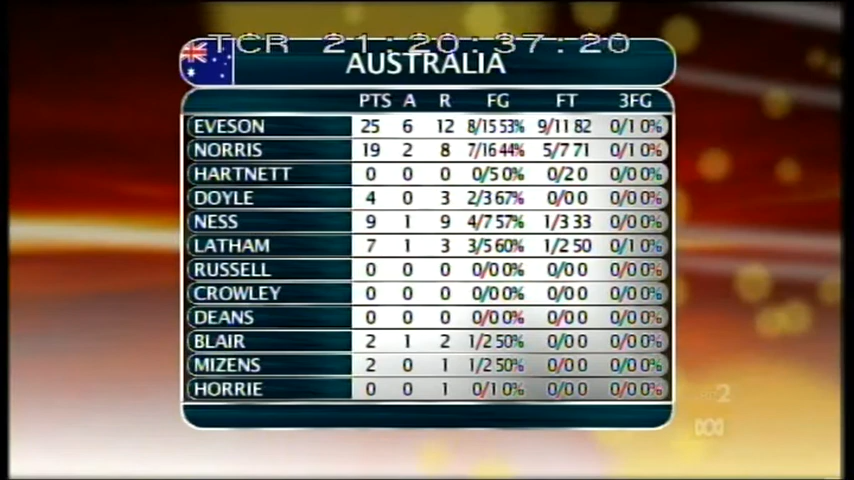 TCR 21:20:37:20
AUSTRALIA
PTS A R FG FT 3FG
EVESON 25 6 12 8/15 53% 9/11 82 0/1 0%
NORRIS 19 2 8 7/16 44% 5/7 71 0/1 0%
HARTNETT 0 0 0 0/5 0% 0/2 0 0/0 0%
DOYLE 4 0 3 2/3 67% 0/0 0 0/0 0%
NESS 9 1 9 4/7 57% 1/3 33 0/0 0%
LATHAM 7 1 3 3/5 60% 1/2 50 0/1 0%
RUSSELL 0 0 0 0/0 0% 0/0 0 0/0 0%
CROWLEY 0 0 0 0/0 0% 0/0 0 0/0 0%
DEANS 0 0 0 0/0 0% 0/0 0 0/0 0%
BLAIR 2 1 2 1/2 50% 0/0 0 0/0 0%
MIZENS 2 0 1 1/2 50% 0/0 0 0/0 0%
HORRIE 0 0 1 0/1 0% 0/0 0 0/0 0%
2